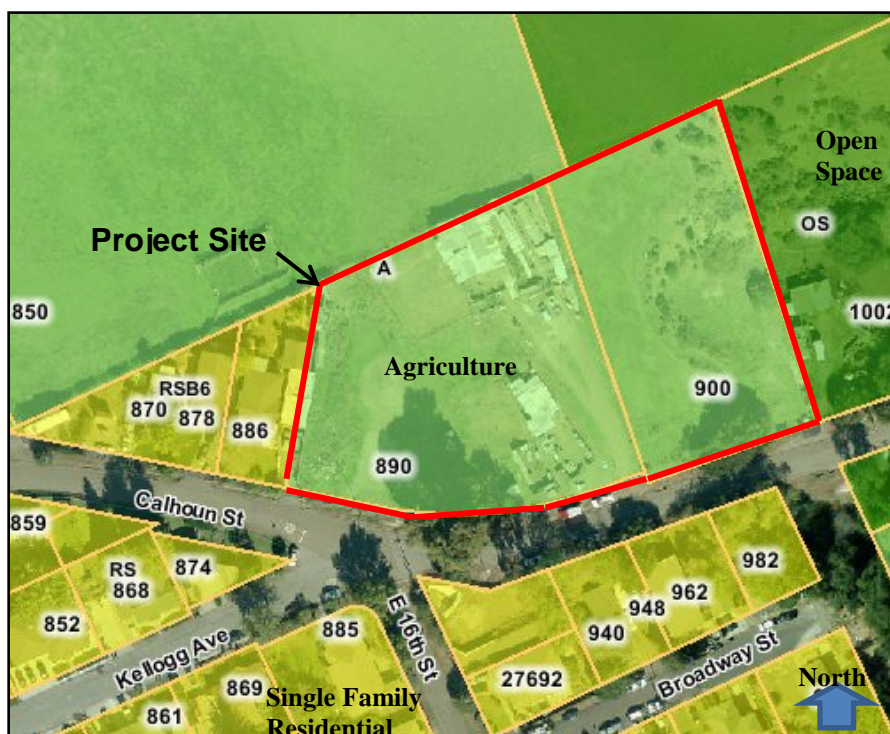 Open
Space
OS
Project Site
A
850
1002
Agriculture
RSB6
870
878
900
886
890
Calhoun St
859
874
RS
868
982
962
948
852
E 16th St
940
885
Kellogg Ave
27692
Broadway St
869
North
861
Single Family
Residential